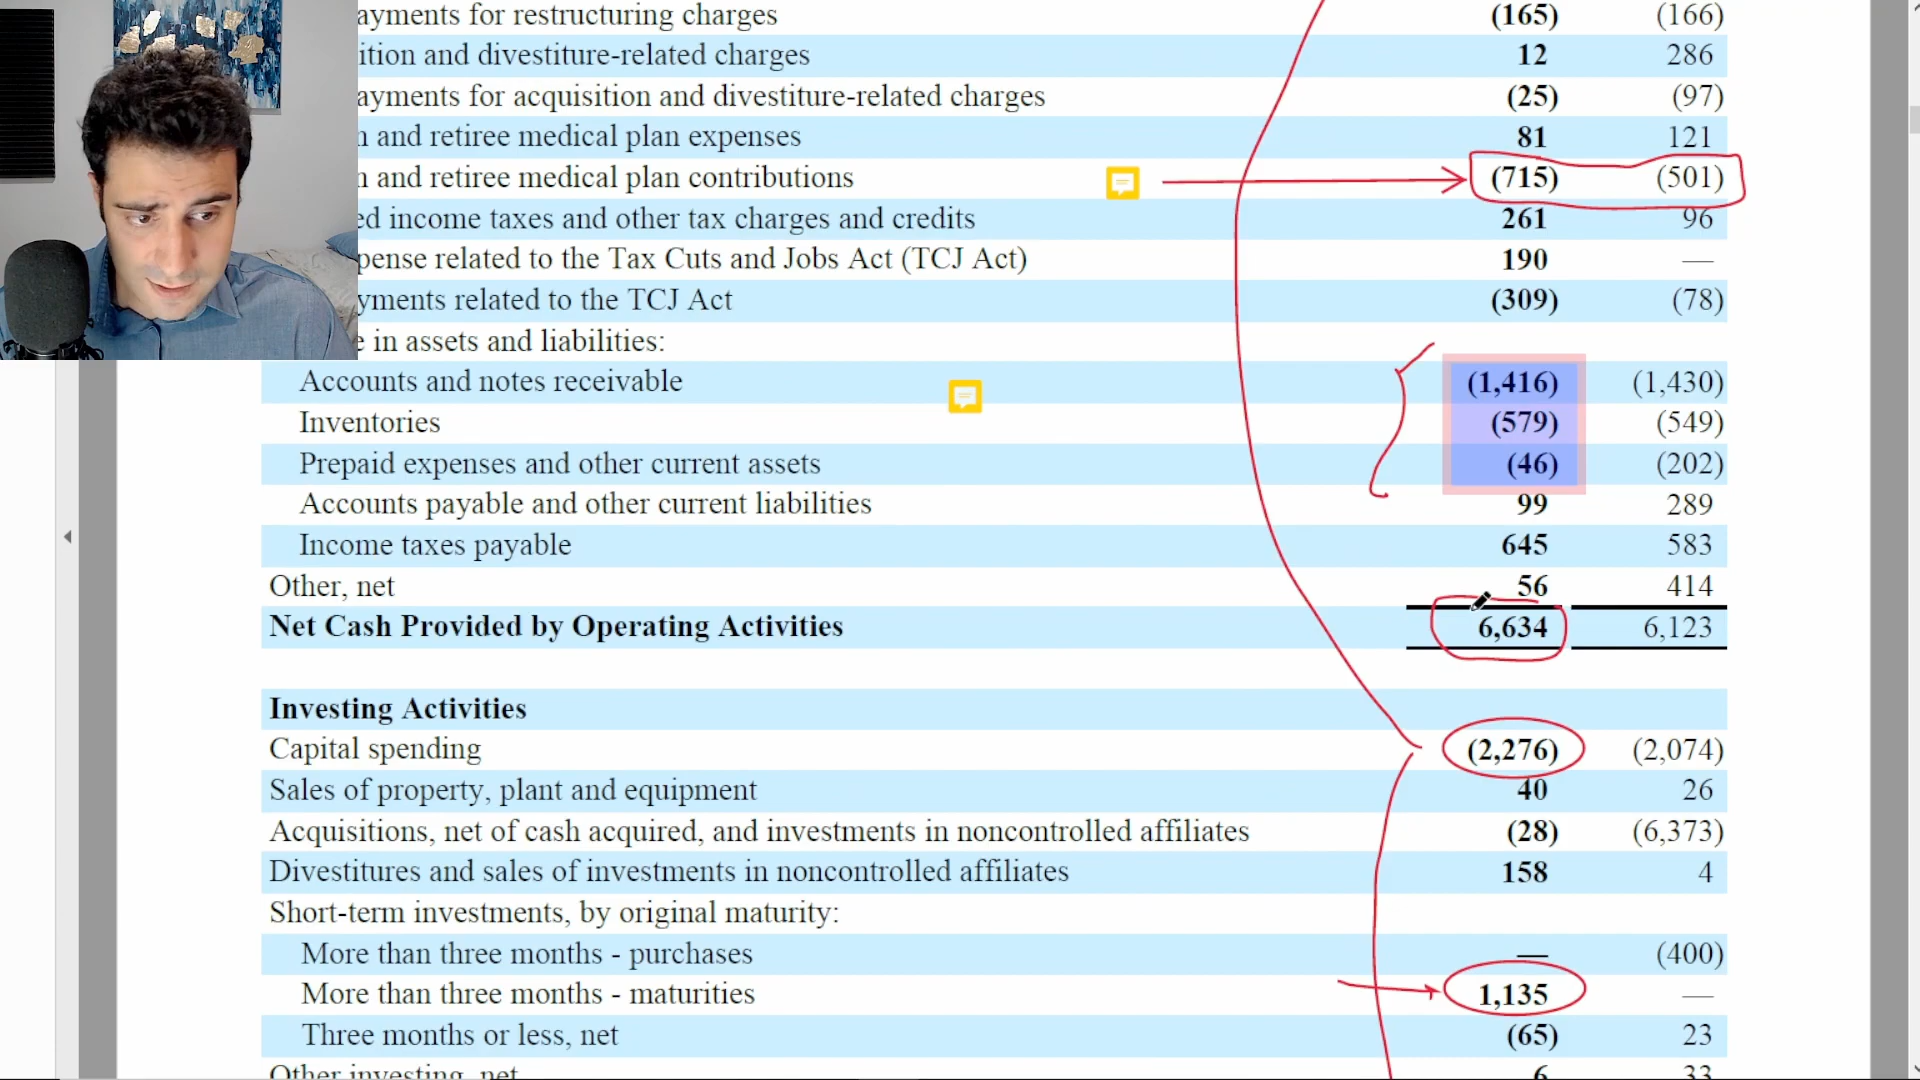 ayments for restructuring charges (165) (166)
ition and divestiture-related charges 12 286
ayments for acquisition and divestiture-related charges (25) (97)
and retiree medical plan expenses 81 121
and retiree medical plan contributions (715) (501)
ed income taxes and other tax charges and credits 261 96
pense related to the Tax Cuts and Jobs Act (TCJ Act) 190 —
yments related to the TCJ Act (309) (78)
e in assets and liabilities:
Accounts and notes receivable (1,416) (1,430)
Inventories (579) (549)
Prepaid expenses and other current assets (46) (202)
Accounts payable and other current liabilities 99 289
Income taxes payable 645 583
Other, net 56 414
Net Cash Provided by Operating Activities 6,634 6,123
Investing Activities
Capital spending (2,276) (2,074)
Sales of property, plant and equipment 40 26
Acquisitions, net of cash acquired, and investments in noncontrolled affiliates (28) (6,373)
Divestitures and sales of investments in noncontrolled affiliates 158 4
Short-term investments, by original maturity:
More than three months - purchases — (400)
More than three months - maturities 1,135 —
Three months or less, net (65) 23
Other investing, net 6 33